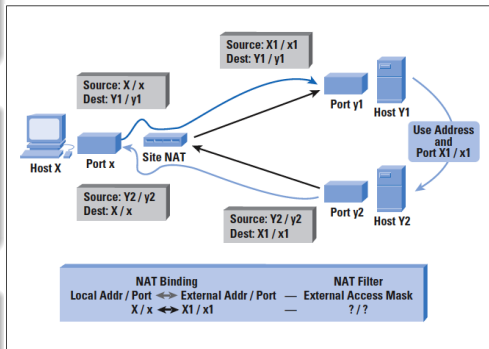 Source: X1 / x1
Dest: Y1 / y1
Source: X / x
Dest: Y1 / y1
Port y1
Host Y1
Use Address
and
Port X1 / x1
Host X
Port x
Site NAT
Source: Y2 / y2
Dest: X / x
Source: Y2 / y2
Dest: X1 / x1
Port y2
Host Y2
NAT Binding NAT Filter
Local Addr / Port ↔ External Addr / Port — External Access Mask
X / x ↔ X1 / x1 — ? / ?